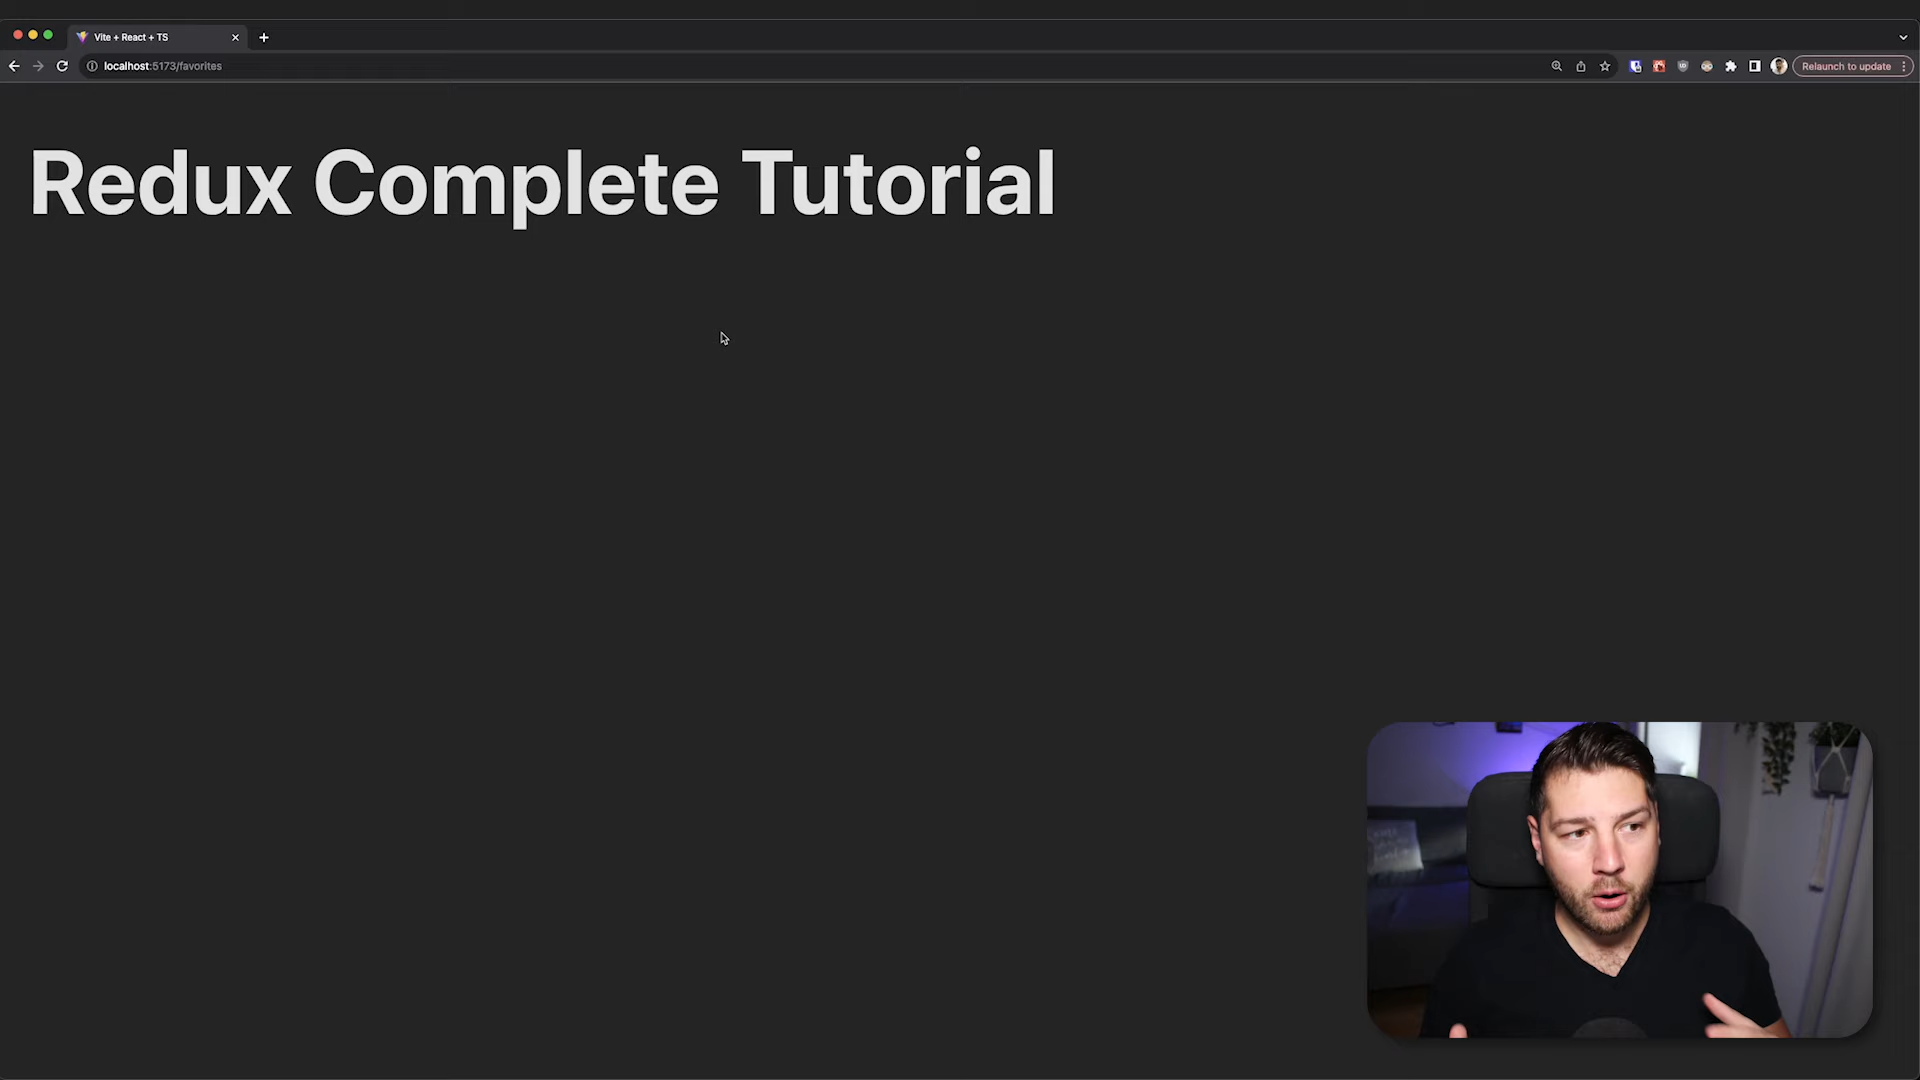 Vite + React + TS
localhost:5173/favorites
Relaunch to update
Redux Complete Tutorial